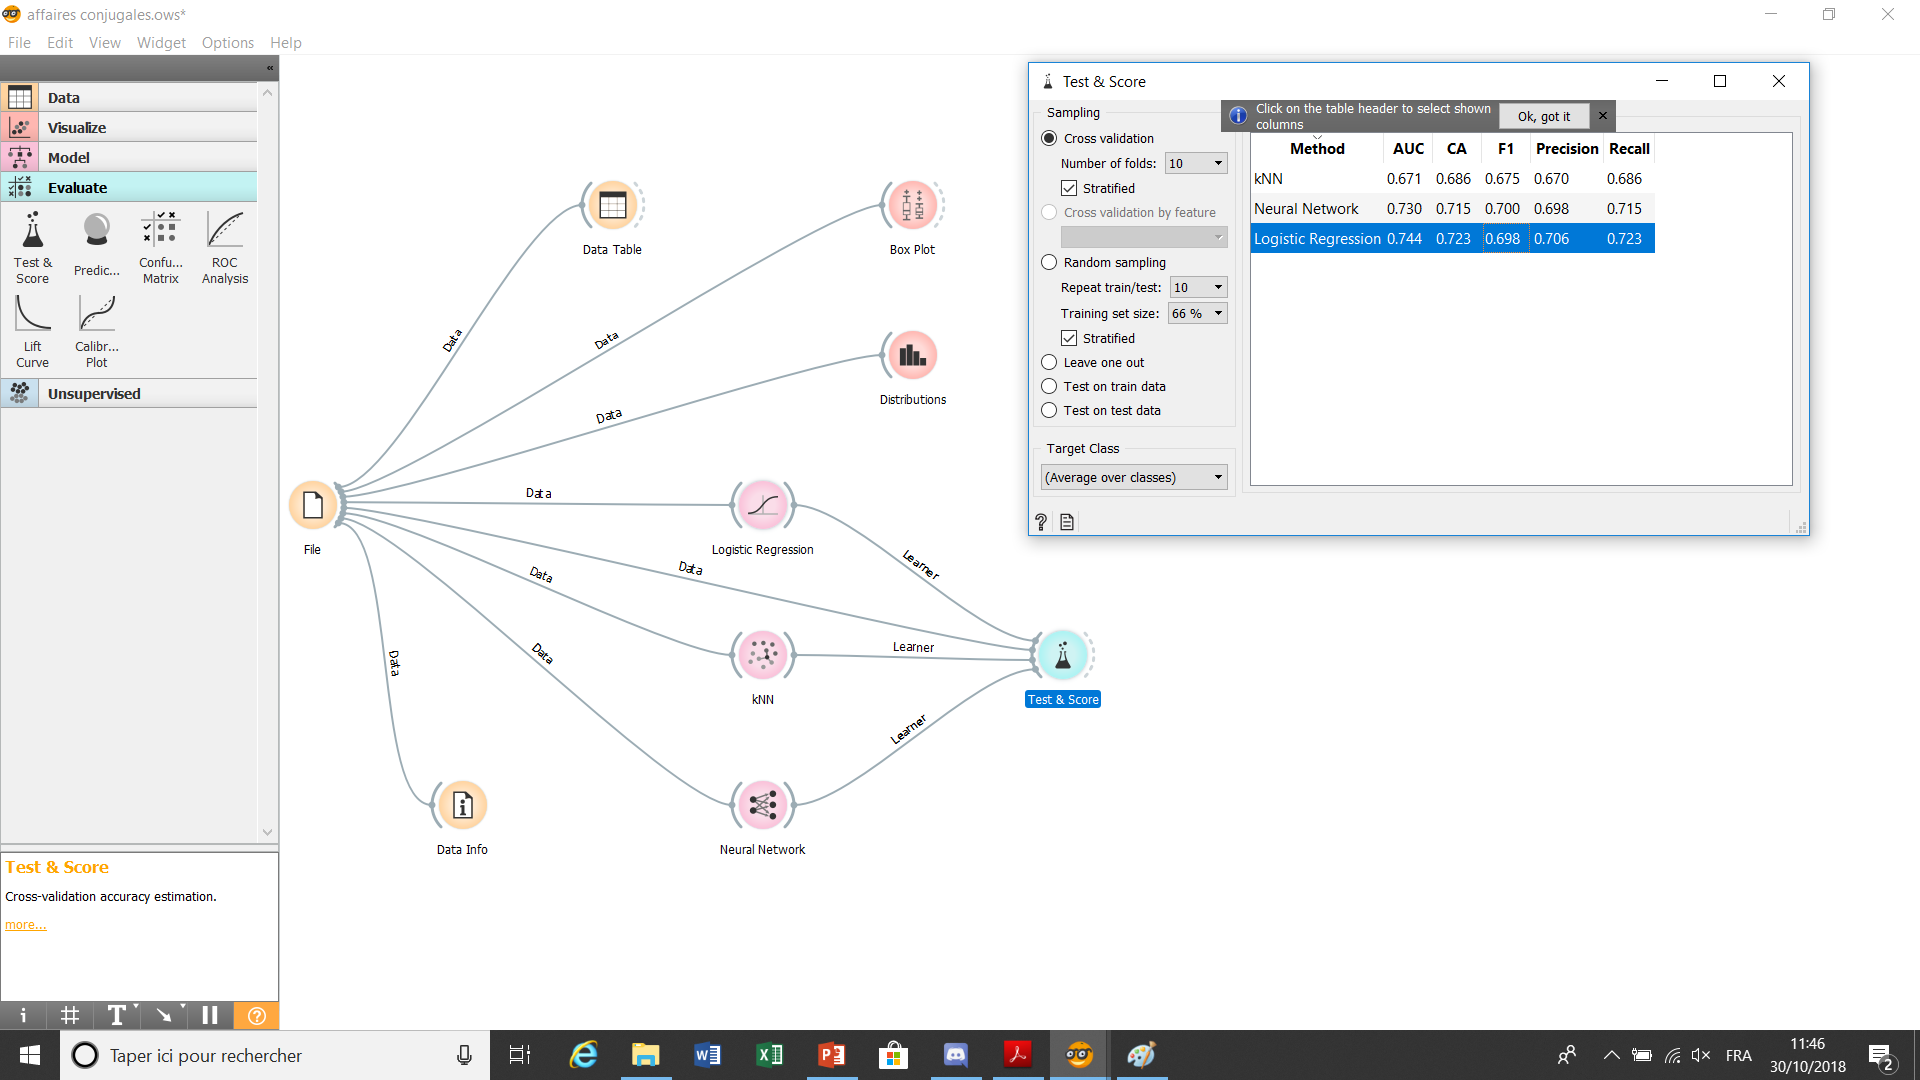 affaires conjugales.ows*
File Edit View Widget Options Help
Data
Visualize
Model
Evaluate
Test & Score
Predic...
Confu... Matrix
ROC Analysis
Lift Curve
Calibr... Plot
Unsupervised
Test & Score
Cross-validation accuracy estimation.
more...
Data Table
Box Plot
Distributions
File
Logistic Regression
kNN
Neural Network
Data Info
Test & Score
Data
Data
Data
Data
Data
Data
Data
Data
Learner
Learner
Learner
Test & Score
Sampling
Cross validation
Number of folds: 10
Stratified
Cross validation by feature
Random sampling
Repeat train/test: 10
Training set size: 66 %
Stratified
Leave one out
Test on train data
Test on test data
Target Class
(Average over classes)
Click on the table header to select shown
columns
Ok, got it
Method AUC CA F1 Precision Recall
kNN 0.671 0.686 0.675 0.670 0.686
Neural Network 0.730 0.715 0.700 0.698 0.715
Logistic Regression 0.744 0.723 0.698 0.706 0.723
Taper ici pour rechercher
FRA
11:46
30/10/2018
2